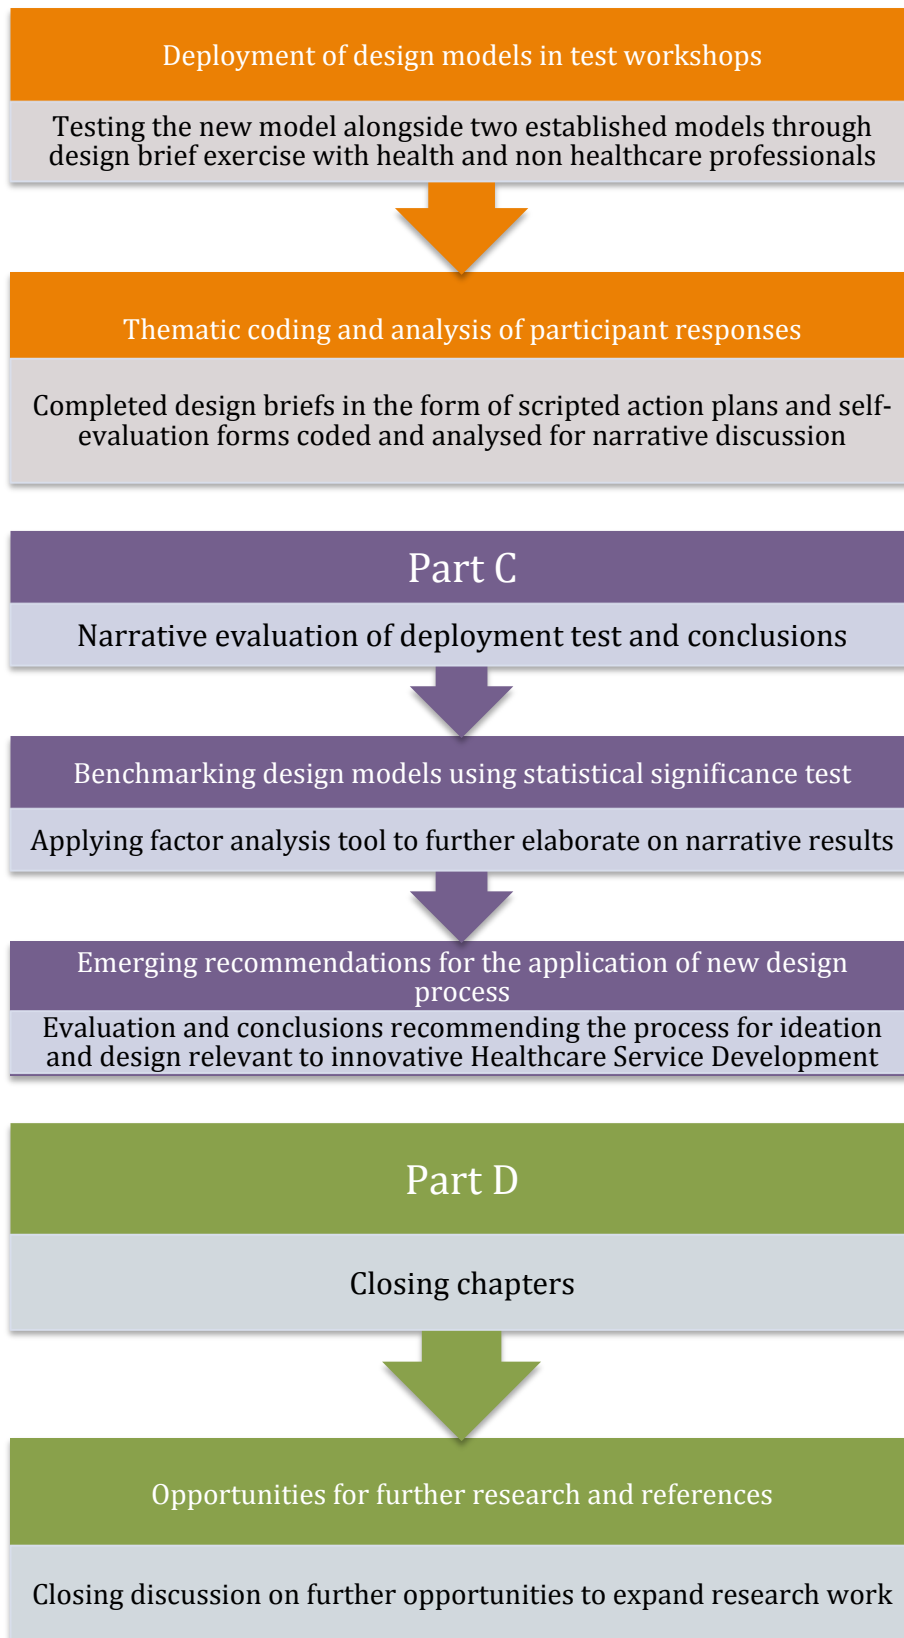 Deployment of design models in test workshops
Testing the new model alongside two established models through
design brief exercise with health and non healthcare professionals
Thematic coding and analysis of participant responses
Completed design briefs in the form of scripted action plans and self-
evaluation forms coded and analysed for narrative discussion
Part C
Narrative evaluation of deployment test and conclusions
Benchmarking design models using statistical significance test
Applying factor analysis tool to further elaborate on narrative results
Emerging recommendations for the application of new design
process
Evaluation and conclusions recommending the process for ideation
and design relevant to innovative Healthcare Service Development
Part D
Closing chapters
Opportunities for further research and references
Closing discussion on further opportunities to expand research work